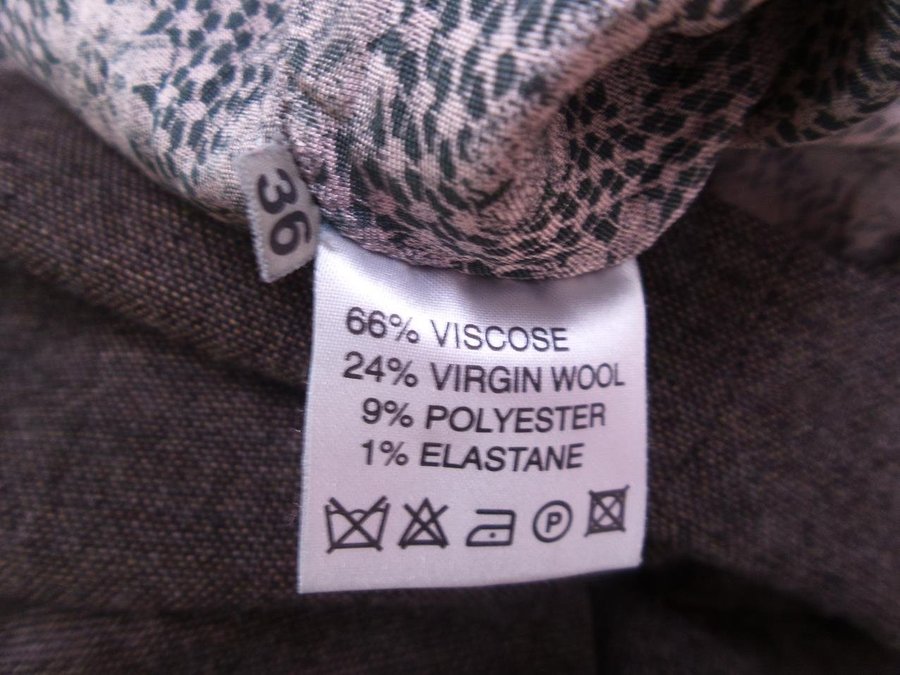 36
66% VISCOSE
24% VIRGIN WOOL
9% POLYESTER
1% ELASTANE
P